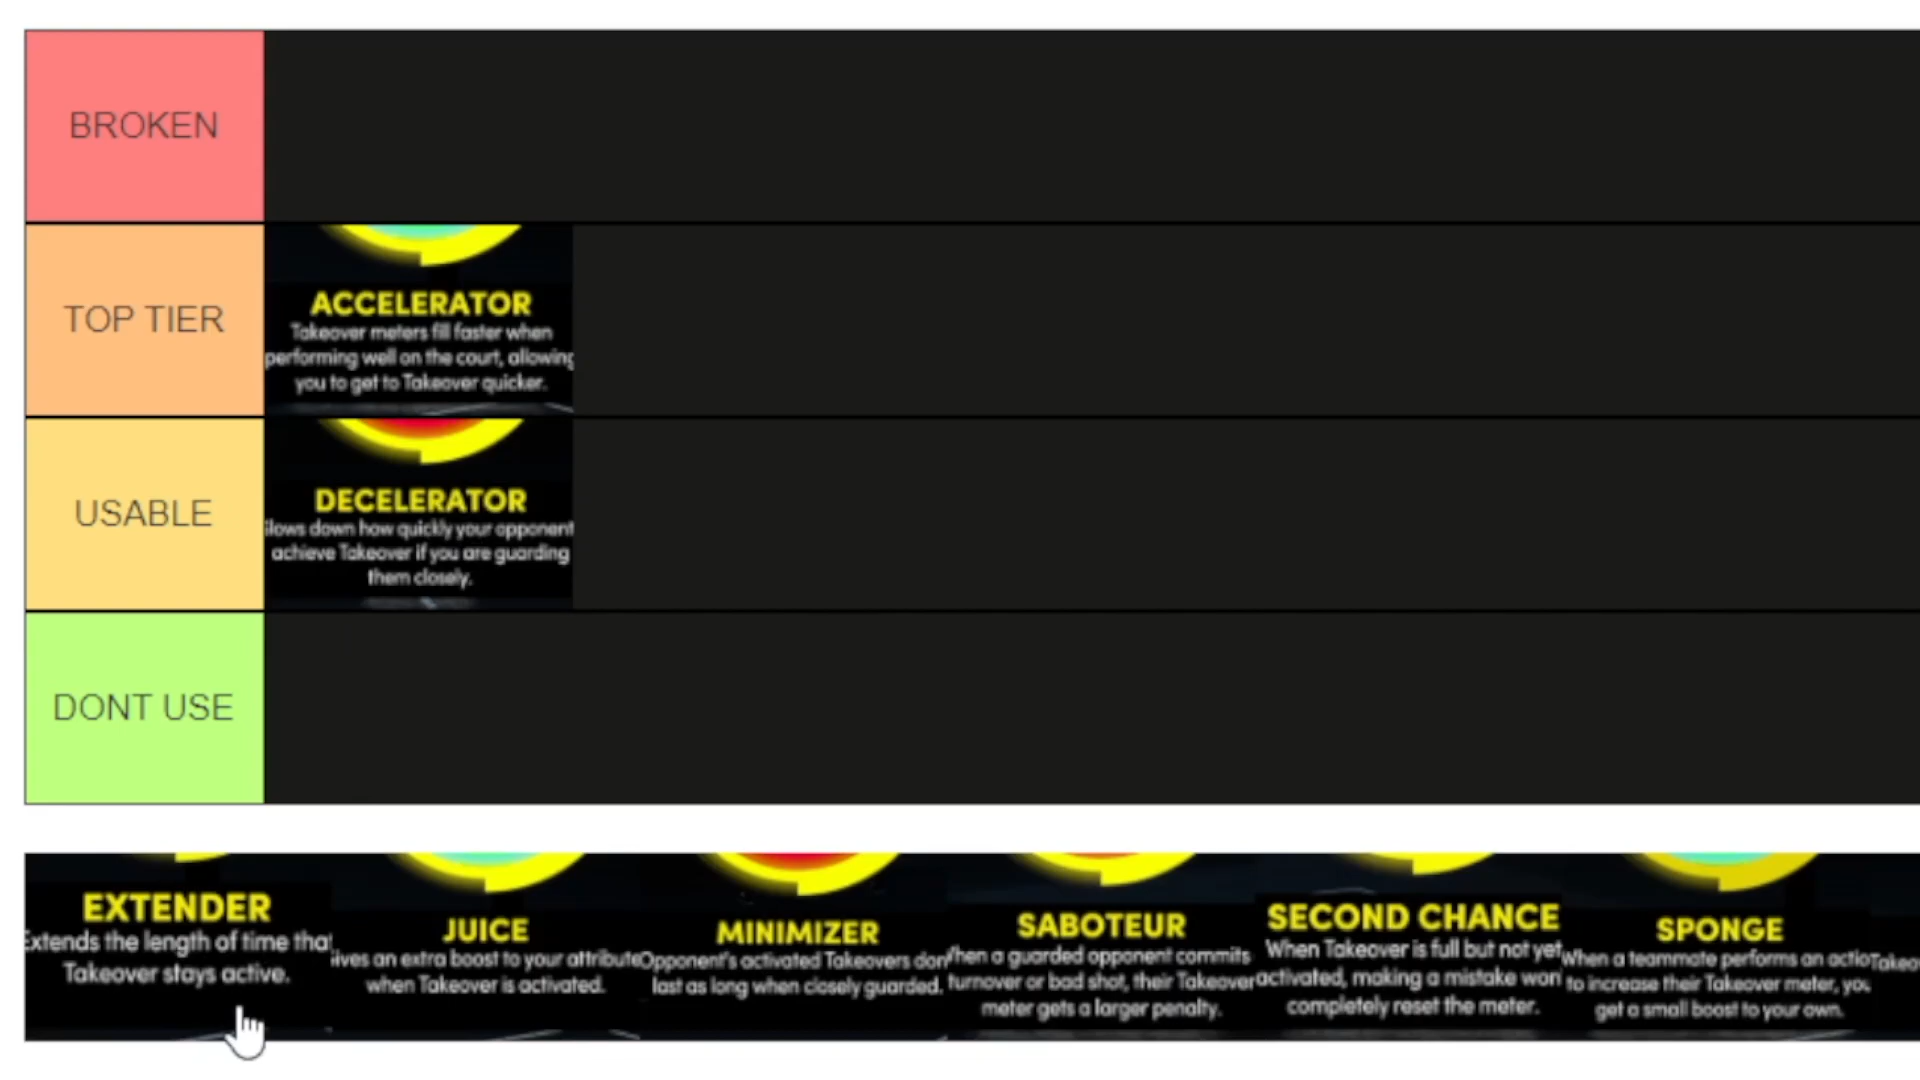 BROKEN
TOP TIER
ACCELERATOR
Takeover meters fill faster when
performing well on the court, allowing
you to get to Takeover quicker.
USABLE
DECELERATOR
lows down how quickly your opponent
achieve Takeover if you are guarding
them closely.
DONT USE
EXTENDER
Extends the length of time that
Takeover stays active.
JUICE
ives an extra boost to your attribute
when Takeover is activated.
MINIMIZER
Opponent's activated Takeovers don
last as long when closely guarded.
SABOTEUR
hen a guarded opponent commits
turnover or bad shot, their Takeover
meter gets a larger penalty.
SECOND CHANCE
When Takeover is full but not yet
activated, making a mistake won
completely reset the meter.
SPONGE
When a teammate performs an actio
to increase their Takeover meter, you
get a small boost to your own.
Takeo